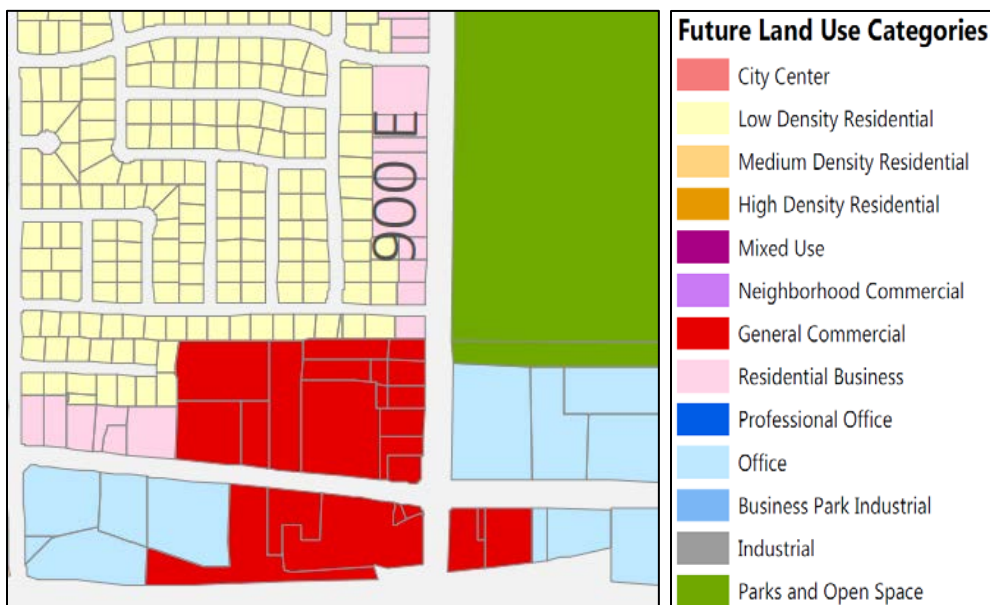 900 E
Future Land Use Categories
City Center
Low Density Residential
Medium Density Residential
High Density Residential
Mixed Use
Neighborhood Commercial
General Commercial
Residential Business
Professional Office
Office
Business Park Industrial
Industrial
Parks and Open Space